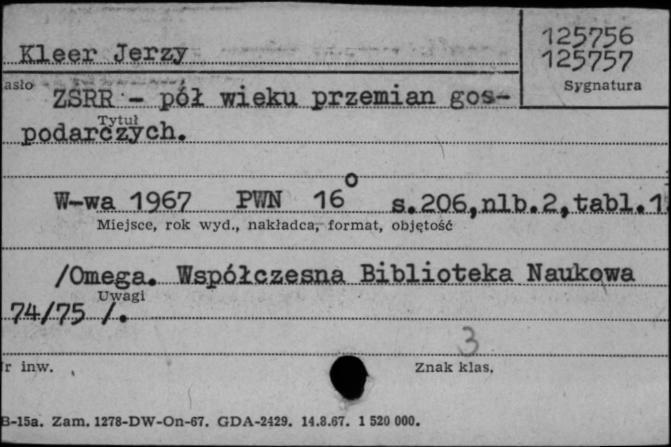 Kleer Jerzy
125756
125757
Sygnatura
asło
ZSRR - pół wieku przemian gos-
Tytuł
podarczych.
W-wa 1967 PWN 16° s.206,nlb.2,tabl.1
Miejsce, rok wyd., nakładca, format, objętość
/Omega. Współczesna Biblioteka Naukowa
Uwagi
74/75 /.
3
r inw.
Znak klas.
B-15a. Zam. 1278-DW-On-67. GDA-2429. 14.8.67. 1 520 000.